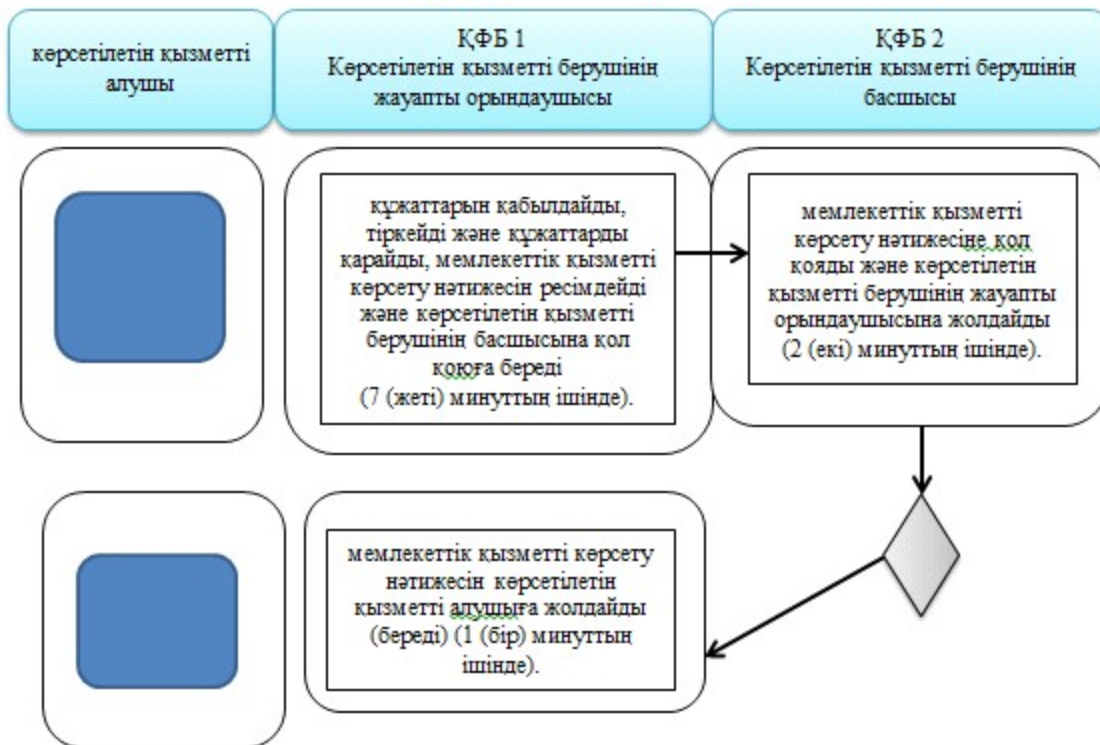 көрсетілетін қызметті
алушы
ҚФБ 1
Көрсетілетін қызметті берушінің
жауапты орындаушысы
ҚФБ 2
Көрсетілетін қызметті берушінің
басшысы
құжаттарын қабылдайды,
тіркейді және құжаттарды
қарайды, мемлекеттік қызметті
көрсету нәтижесін ресімдейді
және көрсетілетін қызметті
берушінің басшысына қол
қоюға береді
(7 (жеті) минуттың ішінде).
мемлекеттік қызметті
көрсету нәтижесіне қол
қояды және көрсетілетін
қызметті берушінің жауапты
орындаушысына жолдайды
(2 (екі) минуттың ішінде).
мемлекеттік қызметті көрсету
нәтижесін көрсетілетін
қызметті алушыға жолдайды
(береді) (1 (бір) минуттың
ішінде).